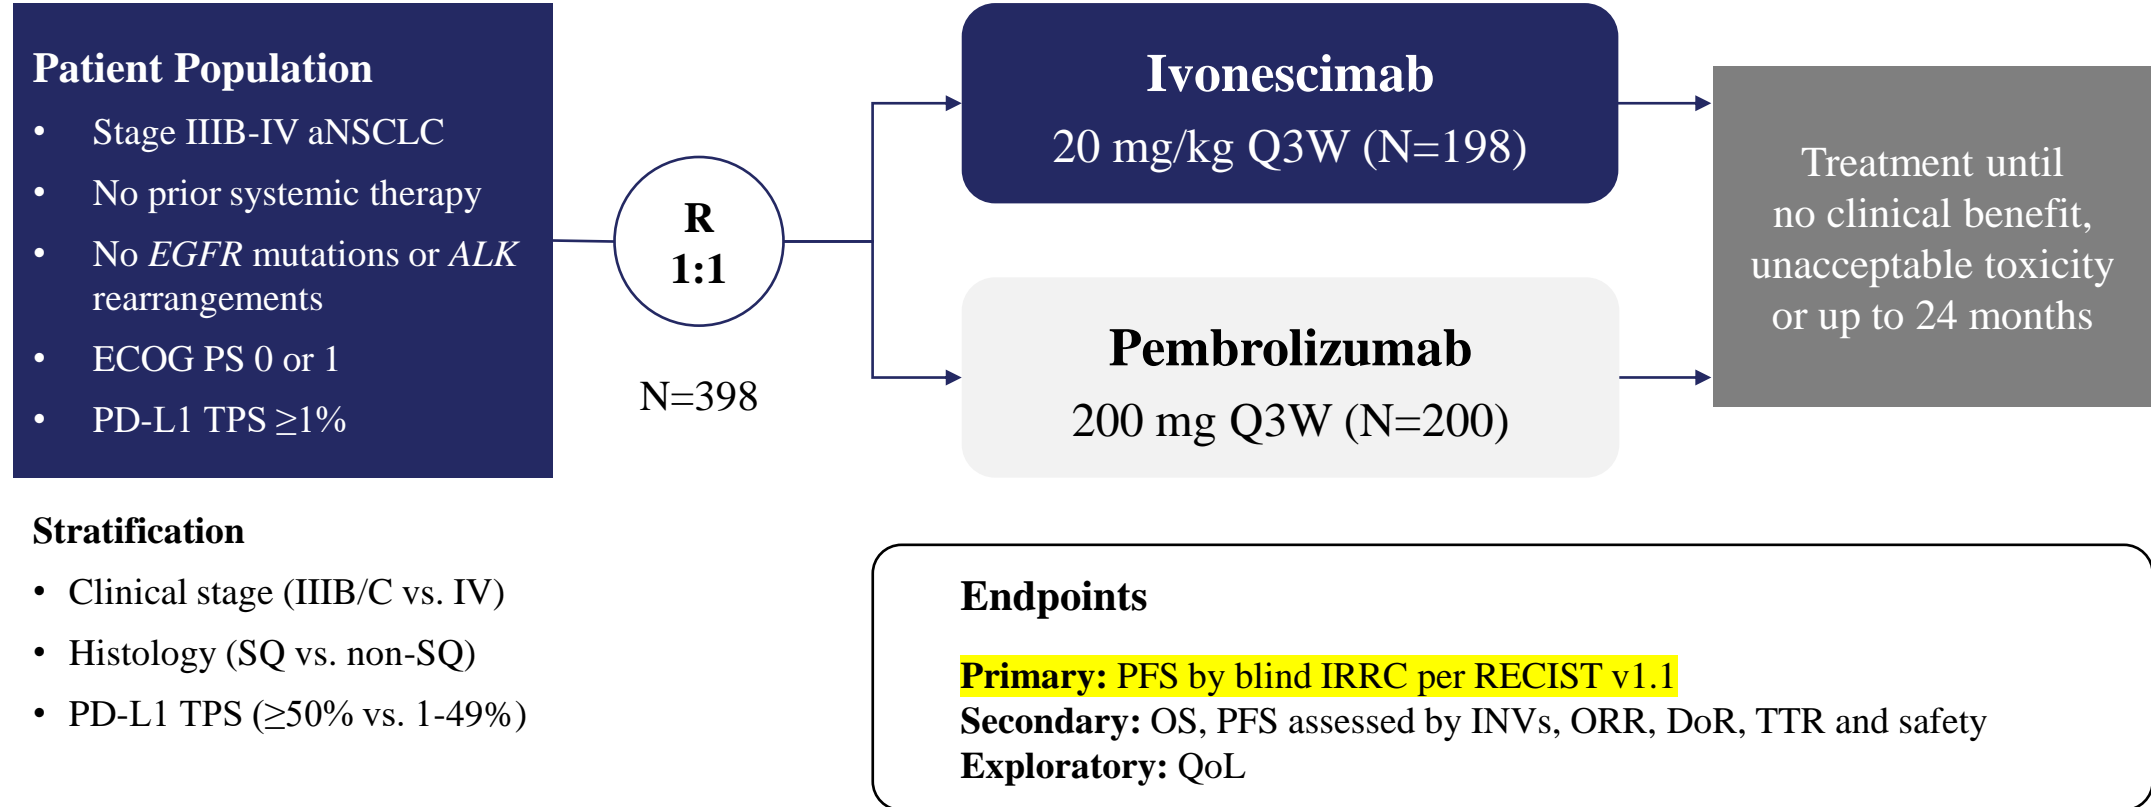 Patient Population
• Stage IIIB-IV aNSCLC
• No prior systemic therapy
• No EGFR mutations or ALK
rearrangements
• ECOG PS 0 or 1
• PD-L1 TPS ≥1%
Stratification
• Clinical stage (IIIB/C vs. IV)
• Histology (SQ vs. non-SQ)
• PD-L1 TPS (≥50% vs. 1-49%)
R
1:1
N=398
Ivonescimab
20 mg/kg Q3W (N=198)
Pembrolizumab
200 mg Q3W (N=200)
Treatment until
no clinical benefit,
unacceptable toxicity
or up to 24 months
Endpoints
Primary: PFS by blind IRRC per RECIST v1.1
Secondary: OS, PFS assessed by INVs, ORR, DoR, TTR and safety
Exploratory: QoL